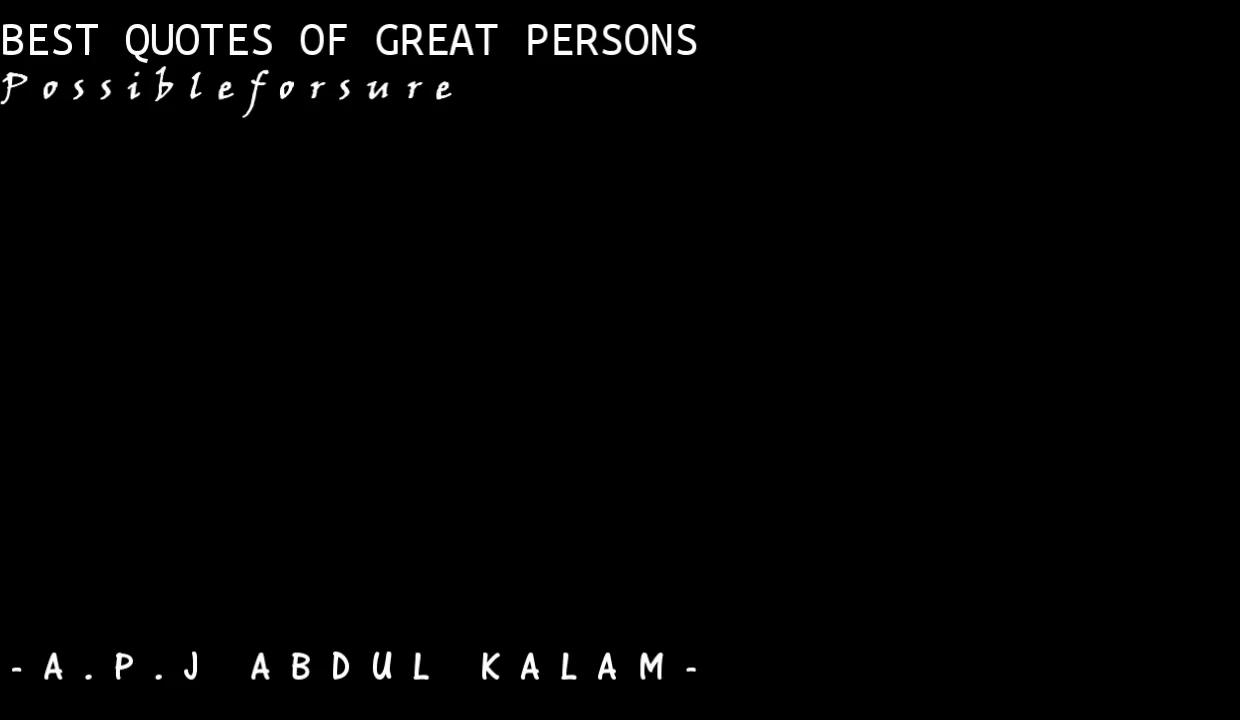 BEST QUOTES OF GREAT PERSONS
Possibleforsure
-A.P.J ABDUL KALAM-